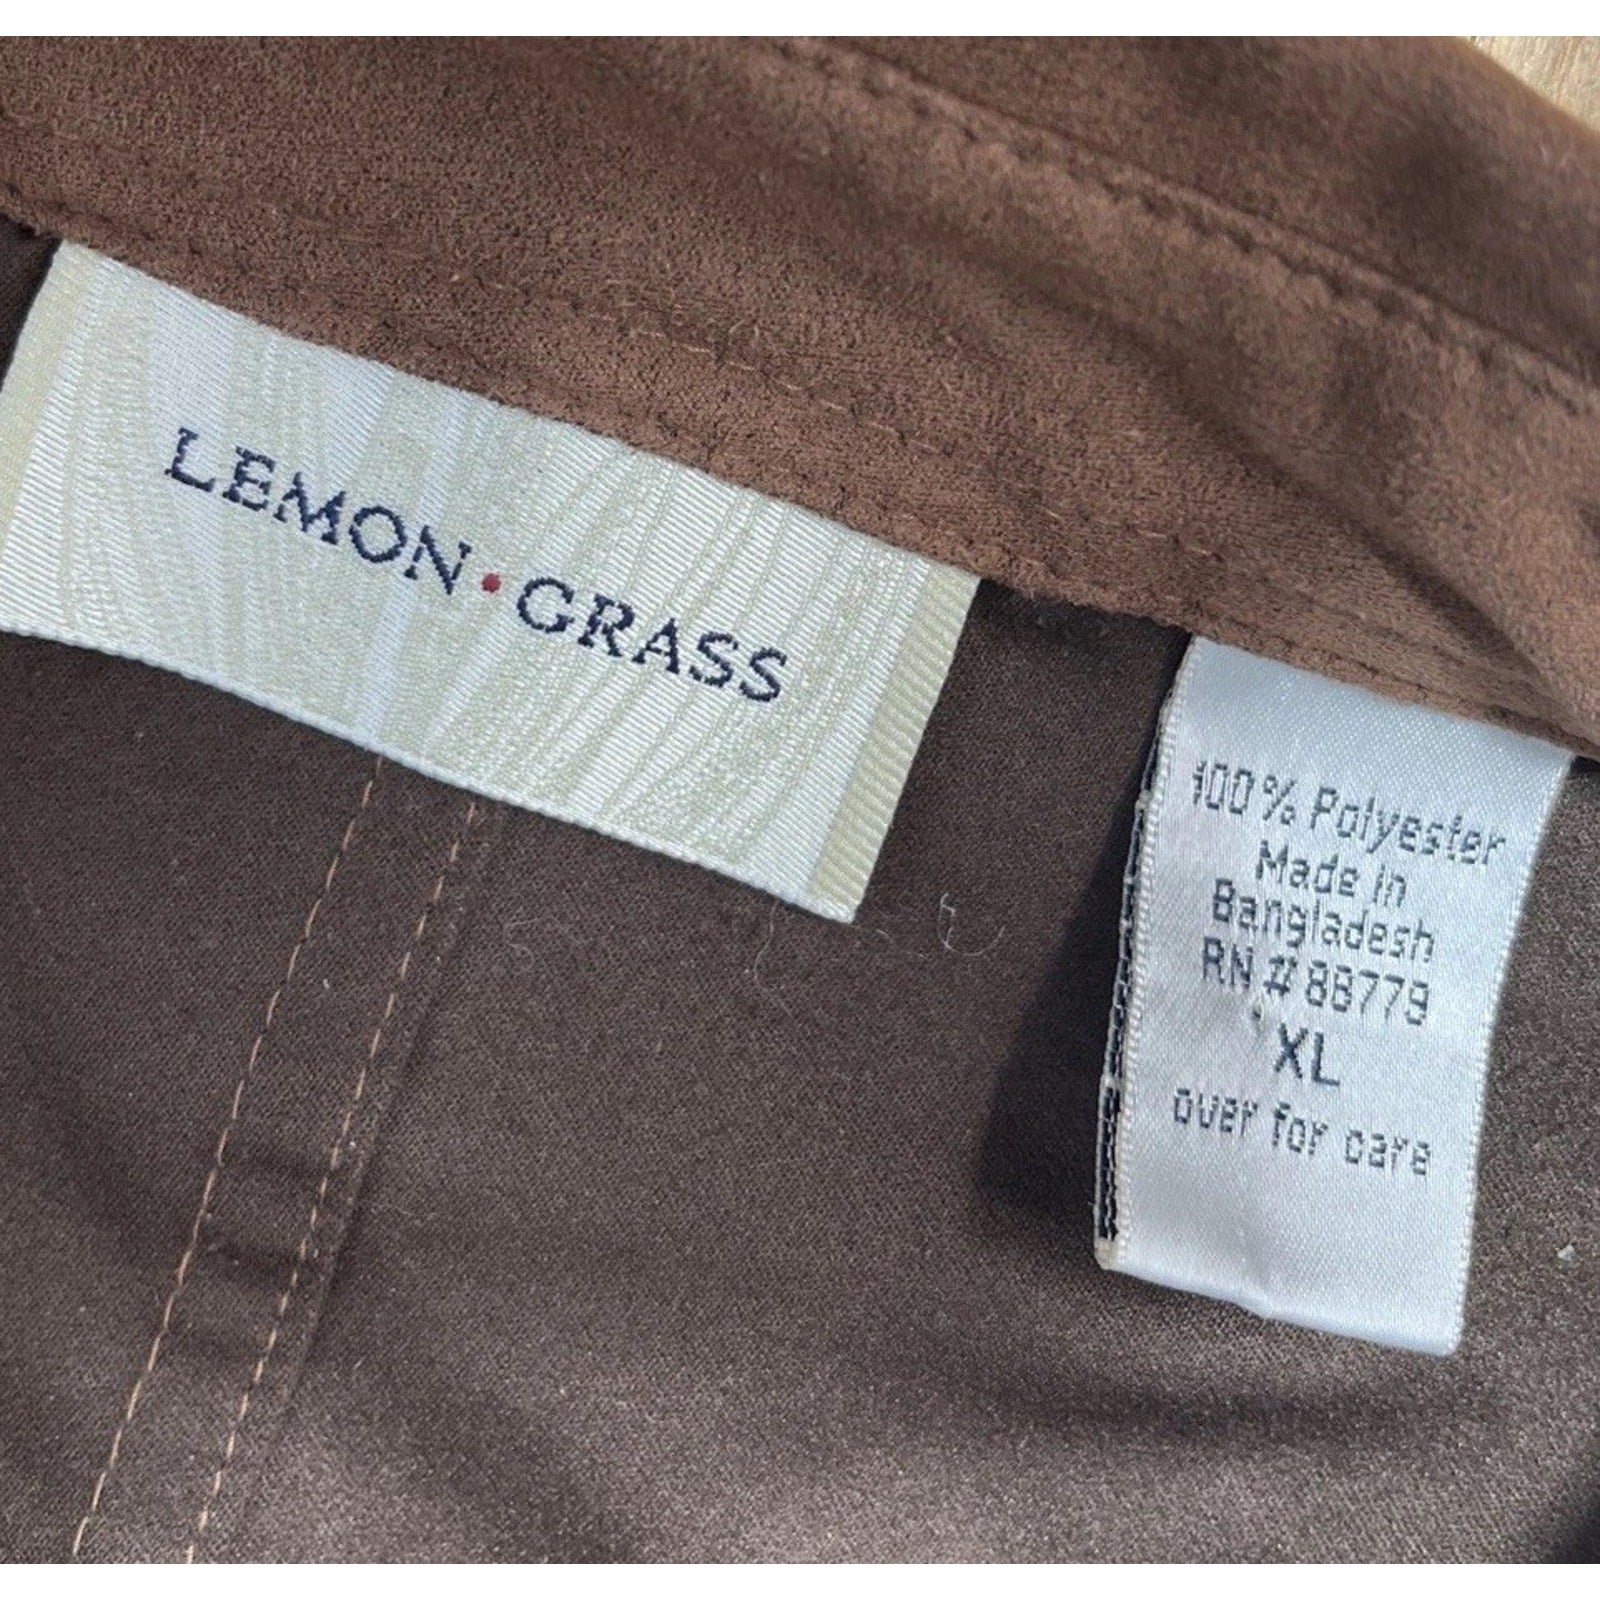 LEMON • GRASS
100% Polyester
Made in
Bangladesh
RN # 88779
XL
over for care